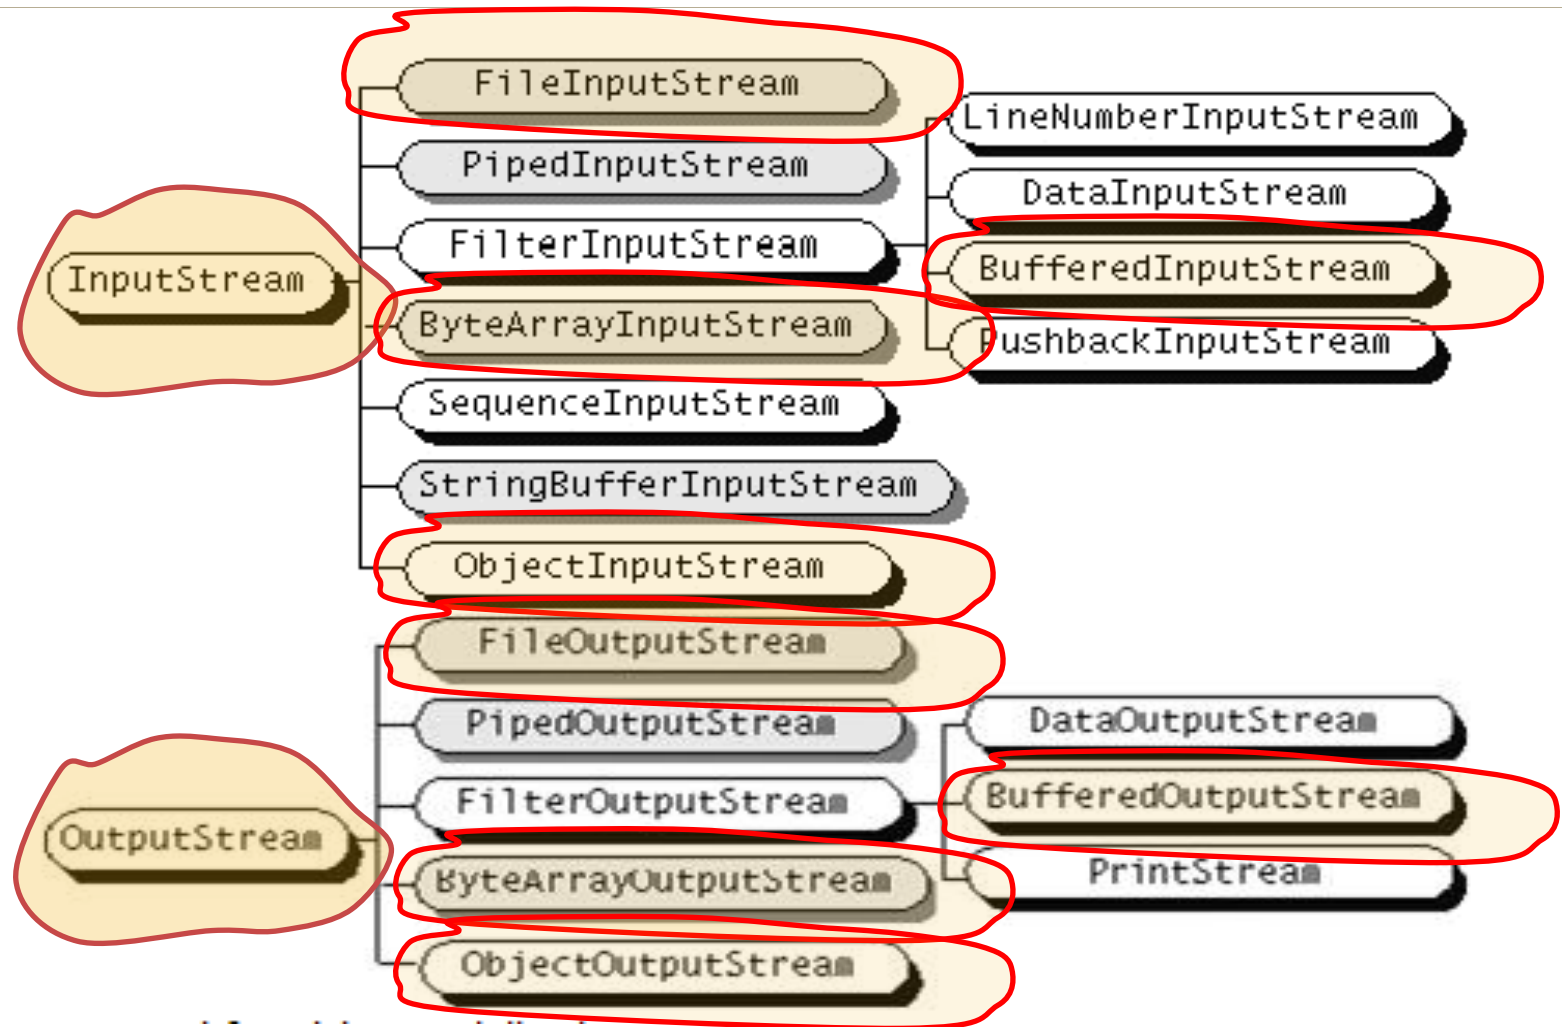 InputStream
FileInputStream
PipedInputStream
FilterInputStream
ByteArrayInputStream
SequenceInputStream
StringBufferInputStream
ObjectInputStream
LineNumberInputStream
DataInputStream
BufferedInputStream
PushbackInputStream
OutputStream
FileOutputStream
PipedOutputStream
FilterOutputStream
ByteArrayOutputStream
ObjectOutputStream
DataOutputStream
BufferedOutputStream
PrintStream